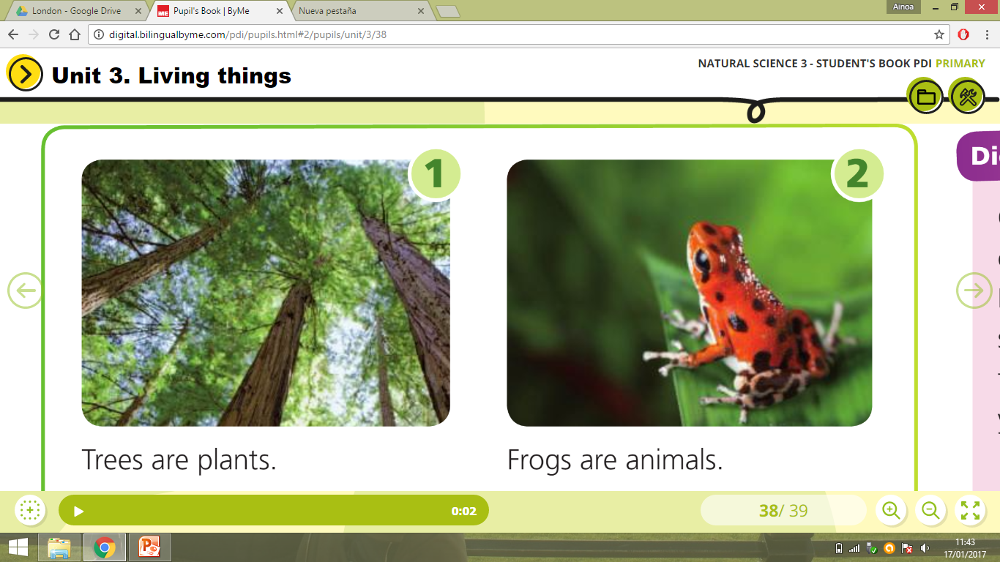 London - Google Drive
ME Pupil's Book | ByMe
Nueva pestaña
Ainoa
digital.bilingualbyme.com/pdi/pupils.html#2/pupils/unit/3/38
Unit 3. Living things
NATURAL SCIENCE 3 - STUDENT'S BOOK PDI PRIMARY
1
2
Trees are plants.
Frogs are animals.
0:02
38/ 39
11:43
17/01/2017